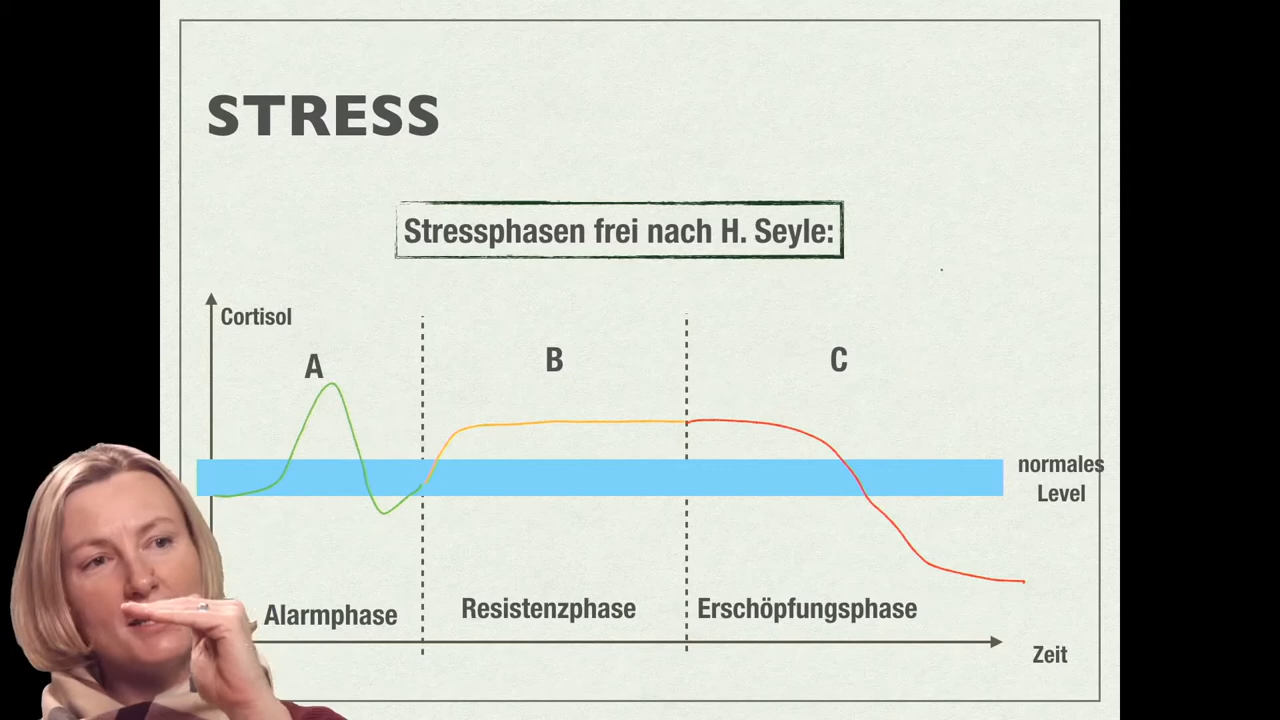 STRESS
Stressphasen frei nach H. Seyle:
Cortisol
A
B
C
normales
Level
Alarmphase
Resistenzphase
Erschöpfungsphase
Zeit